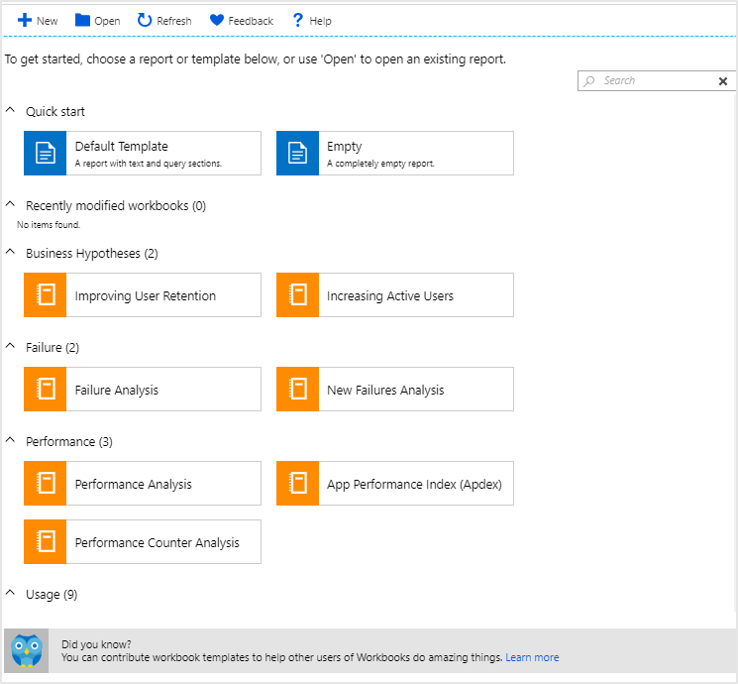 New Open Refresh Feedback ? Help
To get started, choose a report or template below, or use 'Open' to open an existing report.
Search
Quick start
Default Template
A report with text and query sections.
Empty
A completely empty report.
Recently modified workbooks (0)
No items found.
Business Hypotheses (2)
Improving User Retention
Increasing Active Users
Failure (2)
Failure Analysis
New Failures Analysis
Performance (3)
Performance Analysis
App Performance Index (Apdex)
Performance Counter Analysis
Usage (9)
Did you know?
You can contribute workbook templates to help other users of Workbooks do amazing things. Learn more